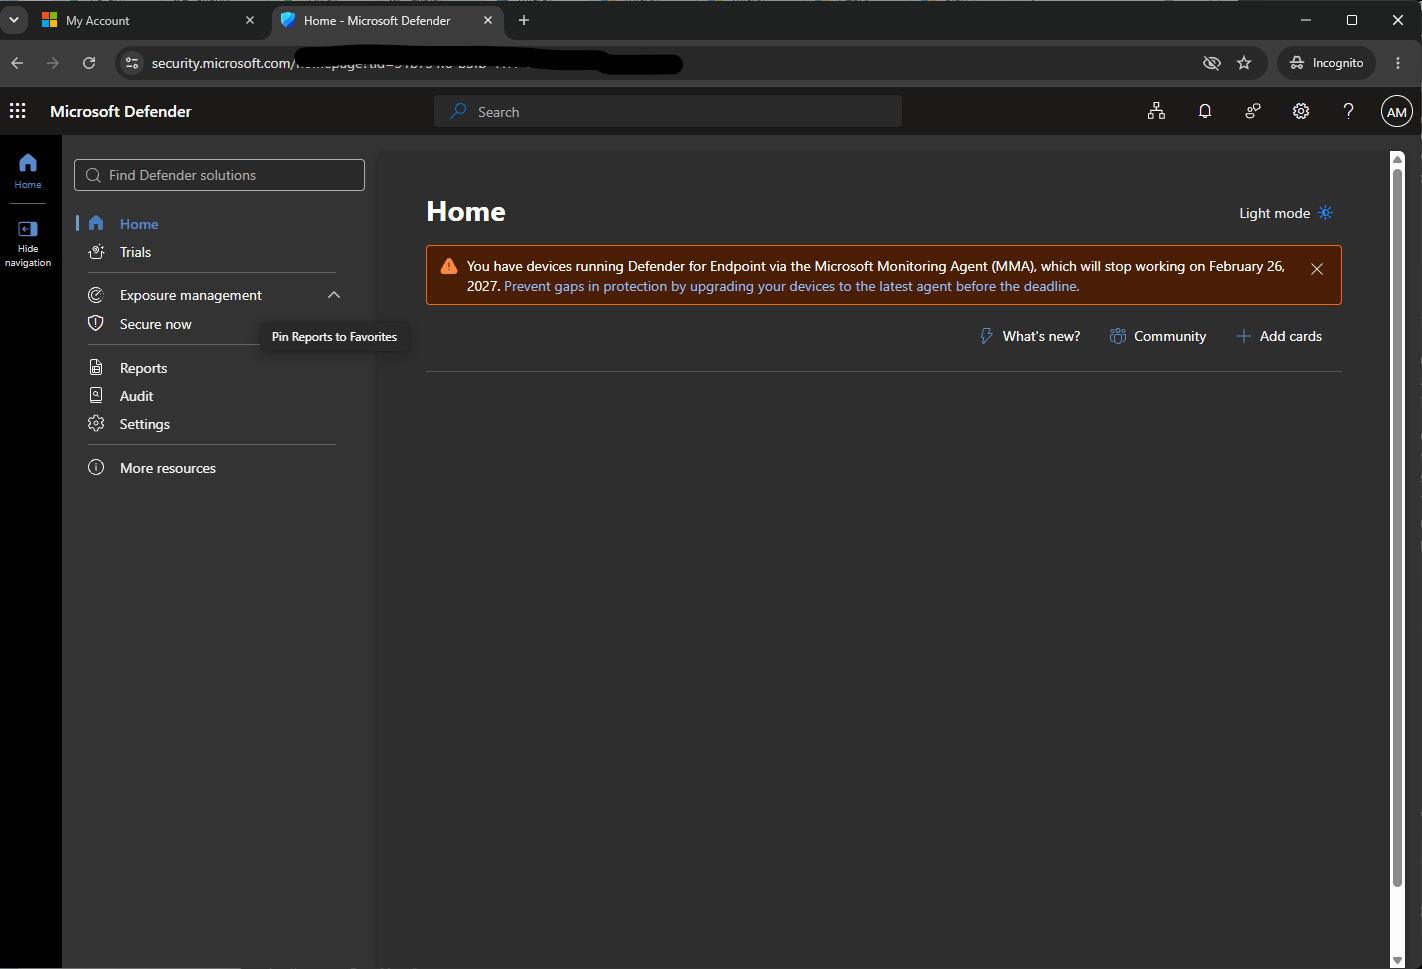 My Account
Home - Microsoft Defender
security.microsoft.com/
Incognito
Microsoft Defender
Search
AM
Home
Hide
navigation
Find Defender solutions
Home
Trials
Exposure management
Secure now
Pin Reports to Favorites
Reports
Audit
Settings
More resources
Home
Light mode
You have devices running Defender for Endpoint via the Microsoft Monitoring Agent (MMA), which will stop working on February 26,
2027. Prevent gaps in protection by upgrading your devices to the latest agent before the deadline.
What's new?
Community
Add cards